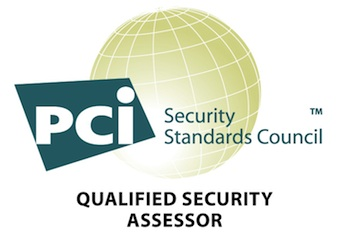 PCi
Security ™
Standards Council
QUALIFIED SECURITY
ASSESSOR